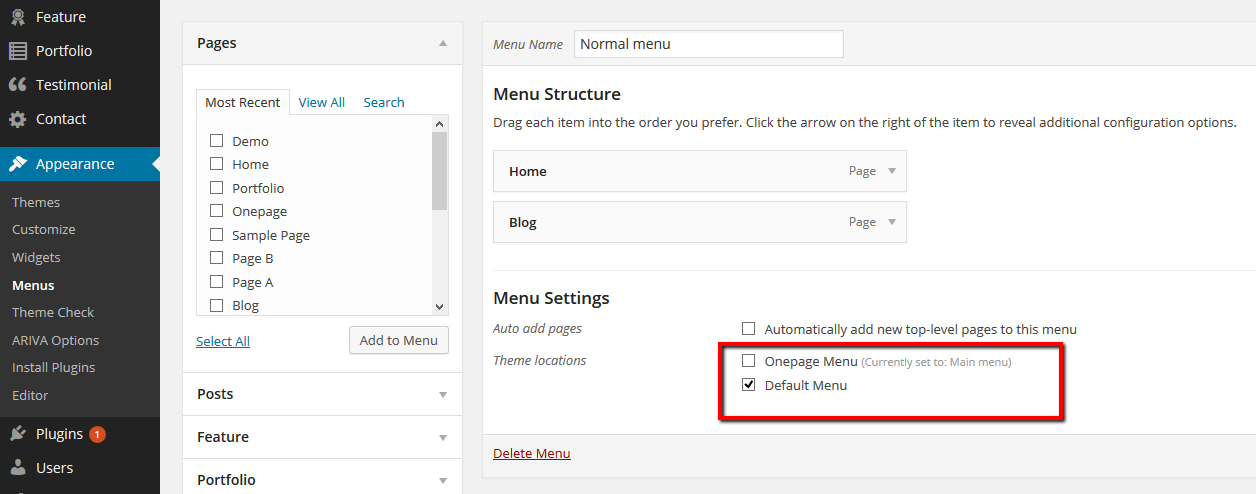 Feature
Portfolio
Testimonial
Contact
Appearance
Themes
Customize
Widgets
Menus
Theme Check
ARIVA Options
Install Plugins
Editor
Plugins 1
Users
Pages
Most Recent View All Search
Demo
Home
Portfolio
Onepage
Sample Page
Page B
Page A
Blog
Select All Add to Menu
Posts
Feature
Portfolio
Menu Name Normal menu
Menu Structure
Drag each item into the order you prefer. Click the arrow on the right of the item to reveal additional configuration options.
Home Page
Blog Page
Menu Settings
Auto add pages Automatically add new top-level pages to this menu
Theme locations Onepage Menu (Currently set to: Main menu)
Default Menu
Delete Menu